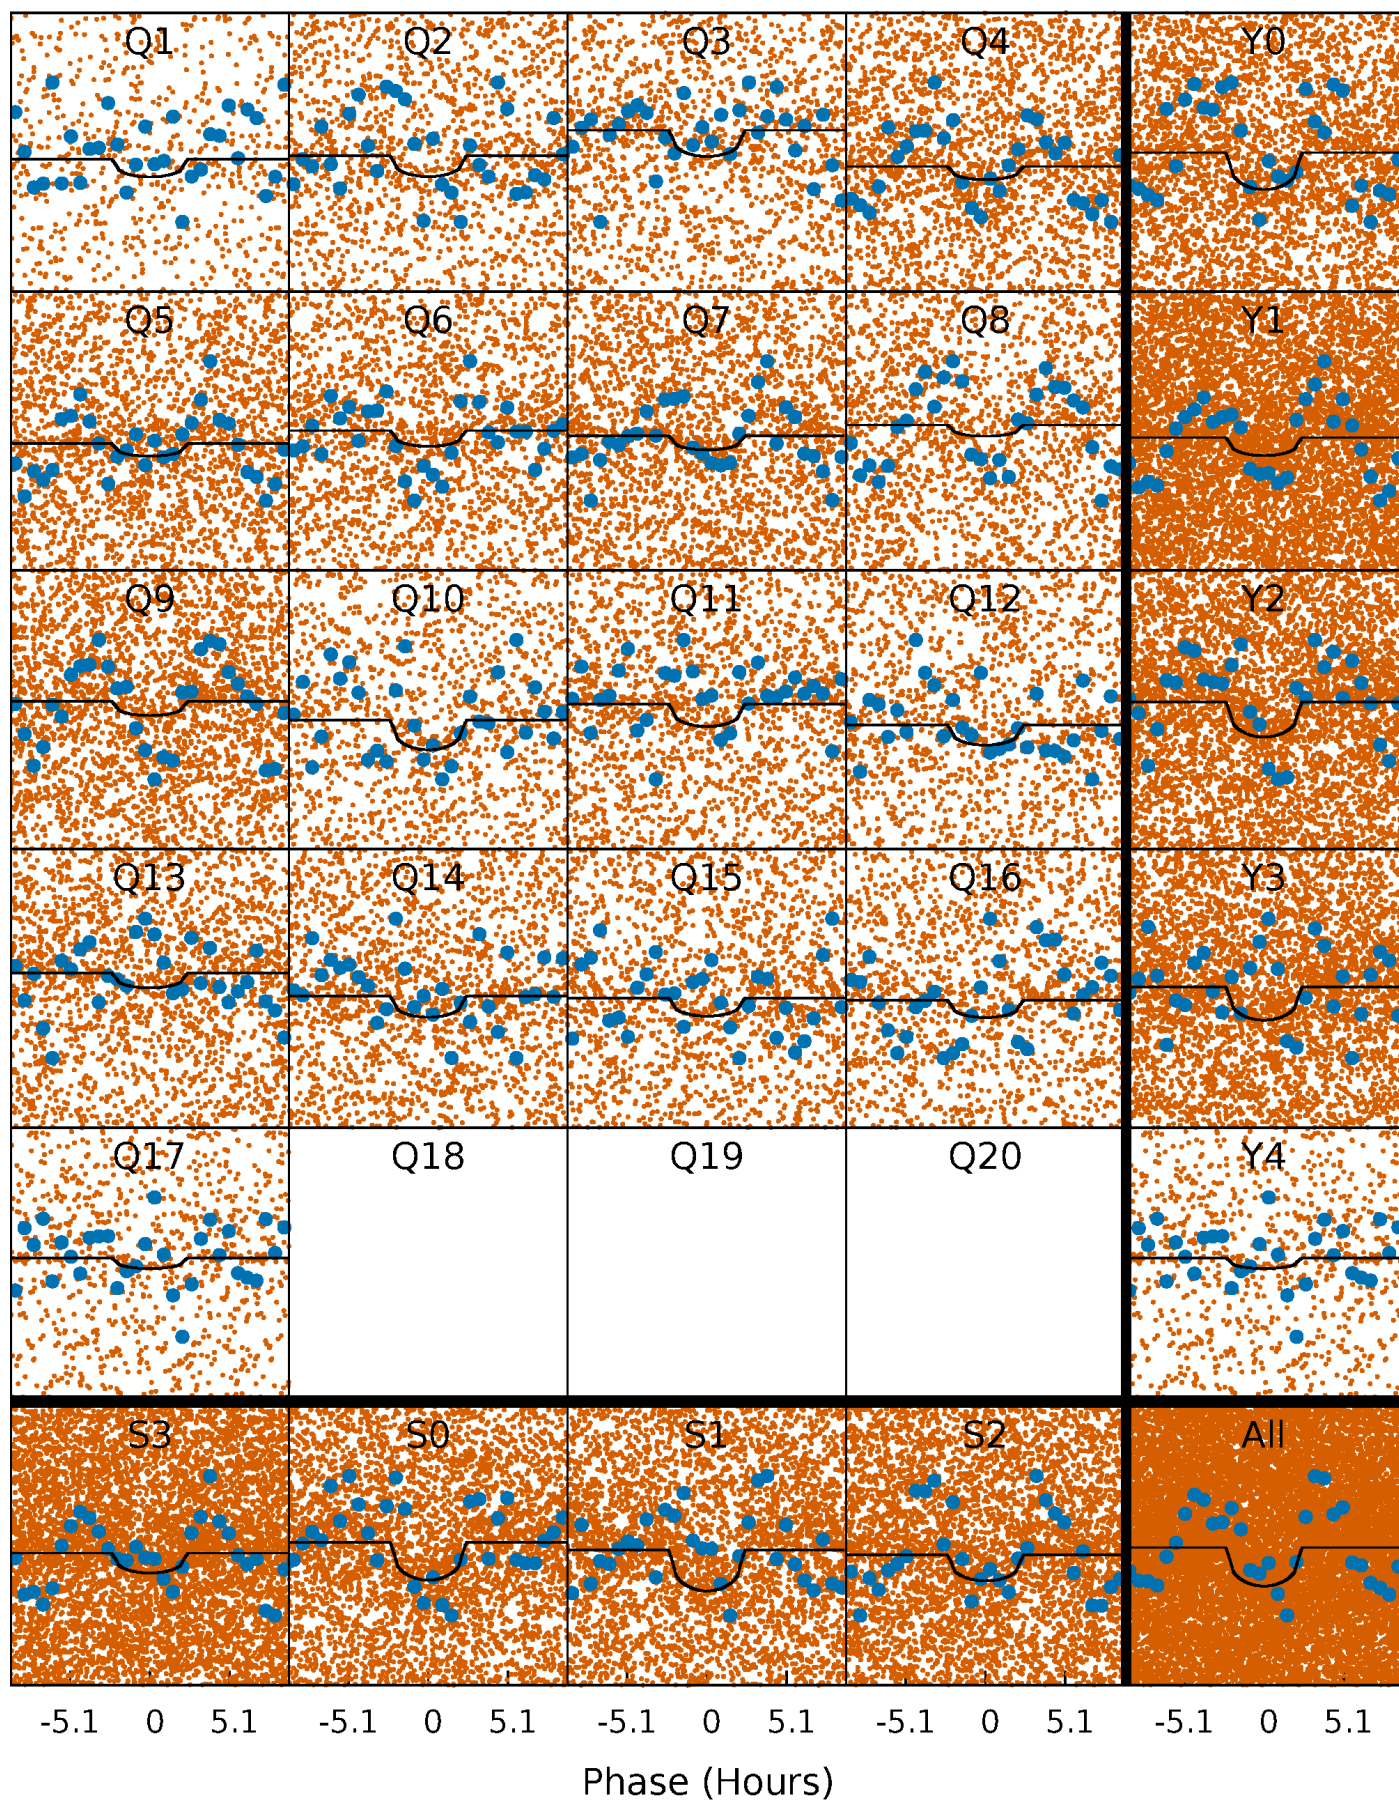 Q1 Q2 Q3 Q4 Y0
Q5 Q6 Q7 Q8 Y1
Q9 Q10 Q11 Q12 Y2
Q13 Q14 Q15 Q16 Y3
Q17 Q18 Q19 Q20 Y4
S3 S0 S1 S2 All
-5.1 0 5.1 -5.1 0 5.1 -5.1 0 5.1 -5.1 0 5.1 -5.1 0 5.1
Phase (Hours)